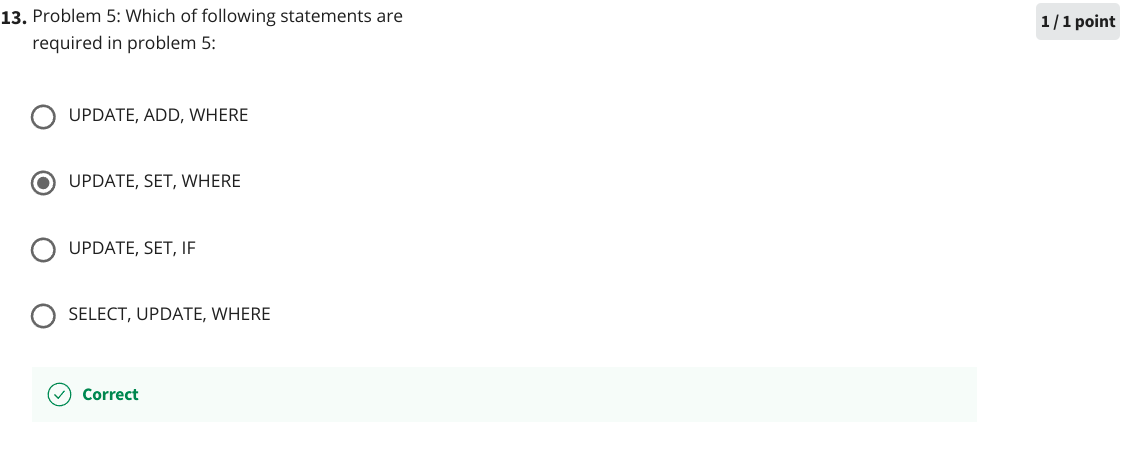 13. Problem 5: Which of following statements are
required in problem 5:
1 / 1 point
UPDATE, ADD, WHERE
UPDATE, SET, WHERE
UPDATE, SET, IF
SELECT, UPDATE, WHERE
Correct